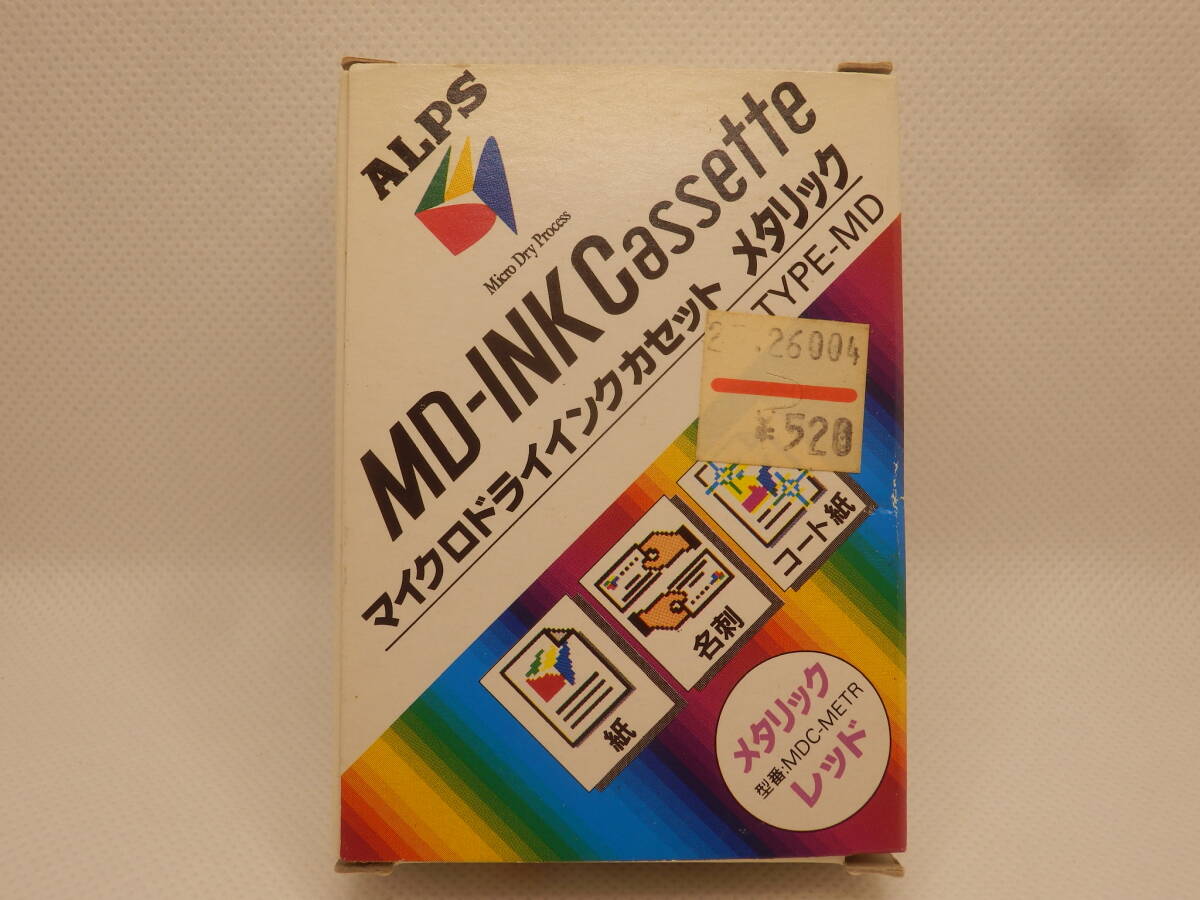 ALPS
Micro Dry Process
MD-INK Cassette
マイクロドライインクカセット メタリック
TYPE-MD
.26004
¥520
コート紙
名刺
紙
メタリック
型番:MDC-METR
レッド